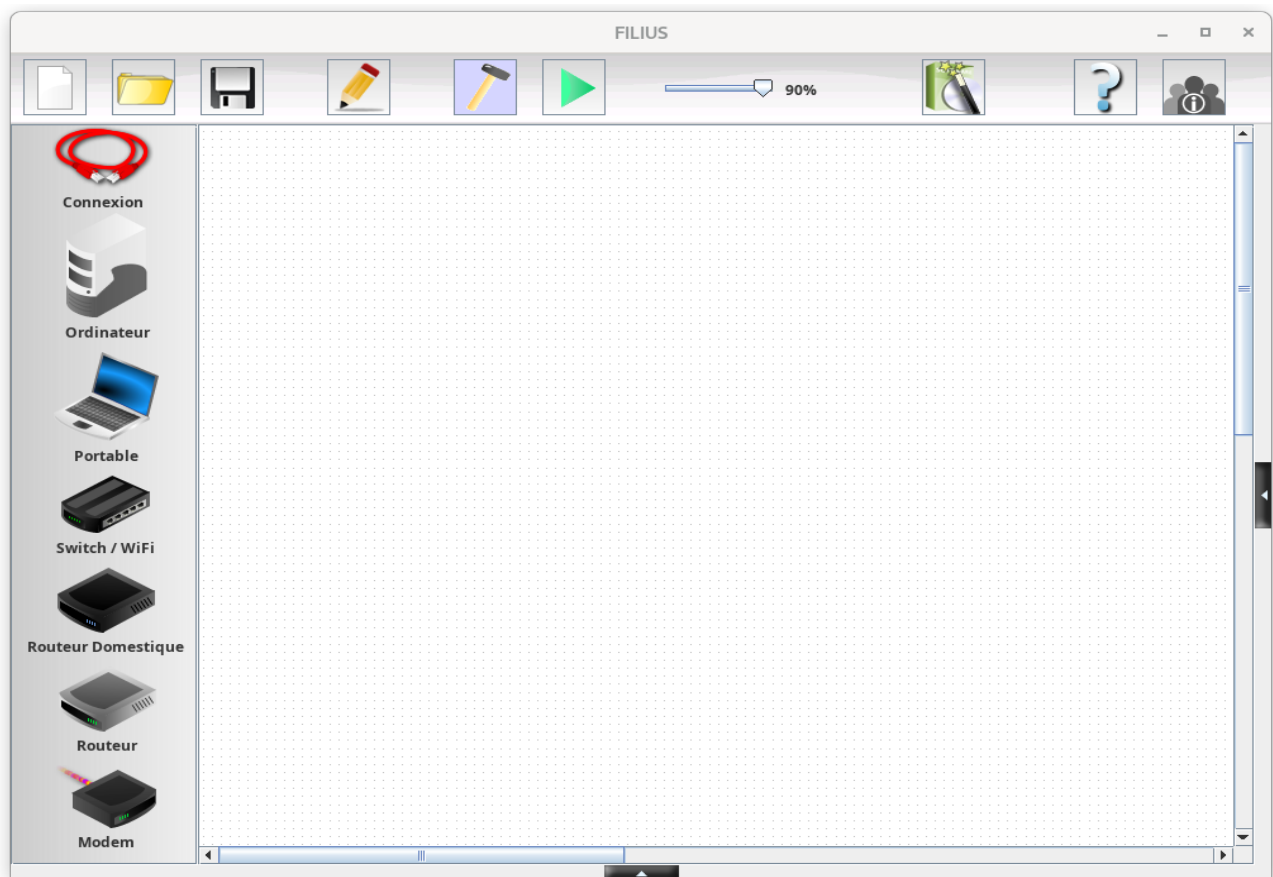 FILIUS
90%
Connexion
Ordinateur
Portable
Switch / WiFi
Routeur Domestique
Routeur
Modem